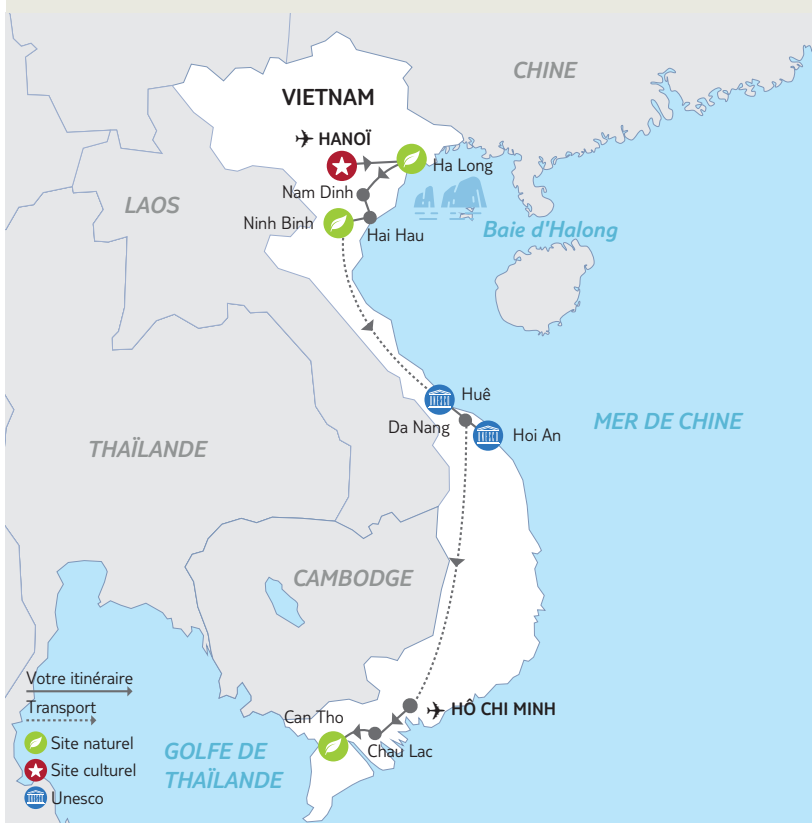 CHINE
VIETNAM
HANOÏ
Ha Long
Nam Dinh
LAOS
Ninh Binh
Hai Hau
Baie d'Halong
Huê
Da Nang
Hoi An
MER DE CHINE
THAÏLANDE
CAMBODGE
Votre itinéraire
Transport
Site naturel
Site culturel
Unesco
Can Tho
HÔ CHI MINH
Chau Lac
GOLFE DE
THAÏLANDE